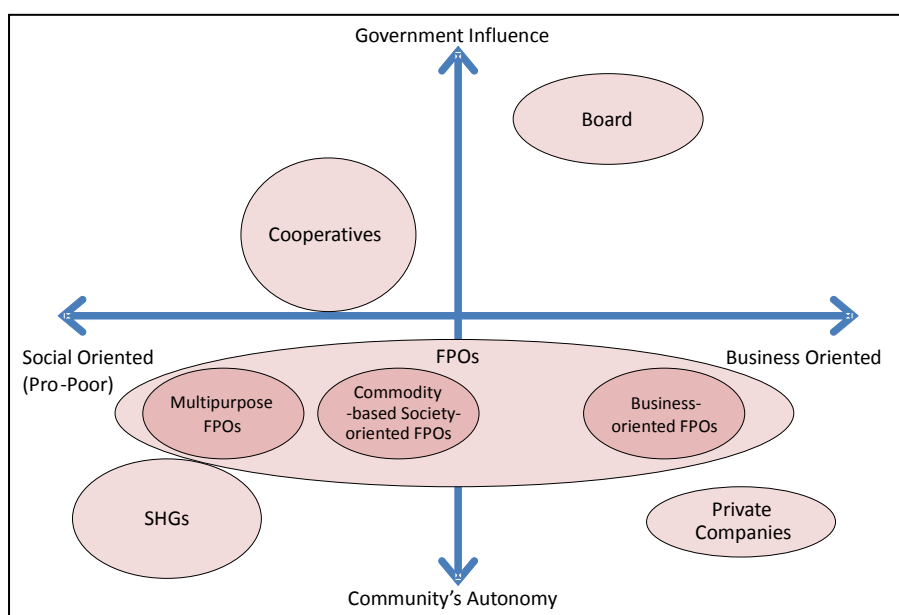 Government Influence
Board
Cooperatives
Social Oriented
(Pro-Poor)
FPOs
Business Oriented
Multipurpose
FPOs
Commodity
-based Society-
oriented FPOs
Business-
oriented FPOs
SHGs
Private
Companies
Community's Autonomy